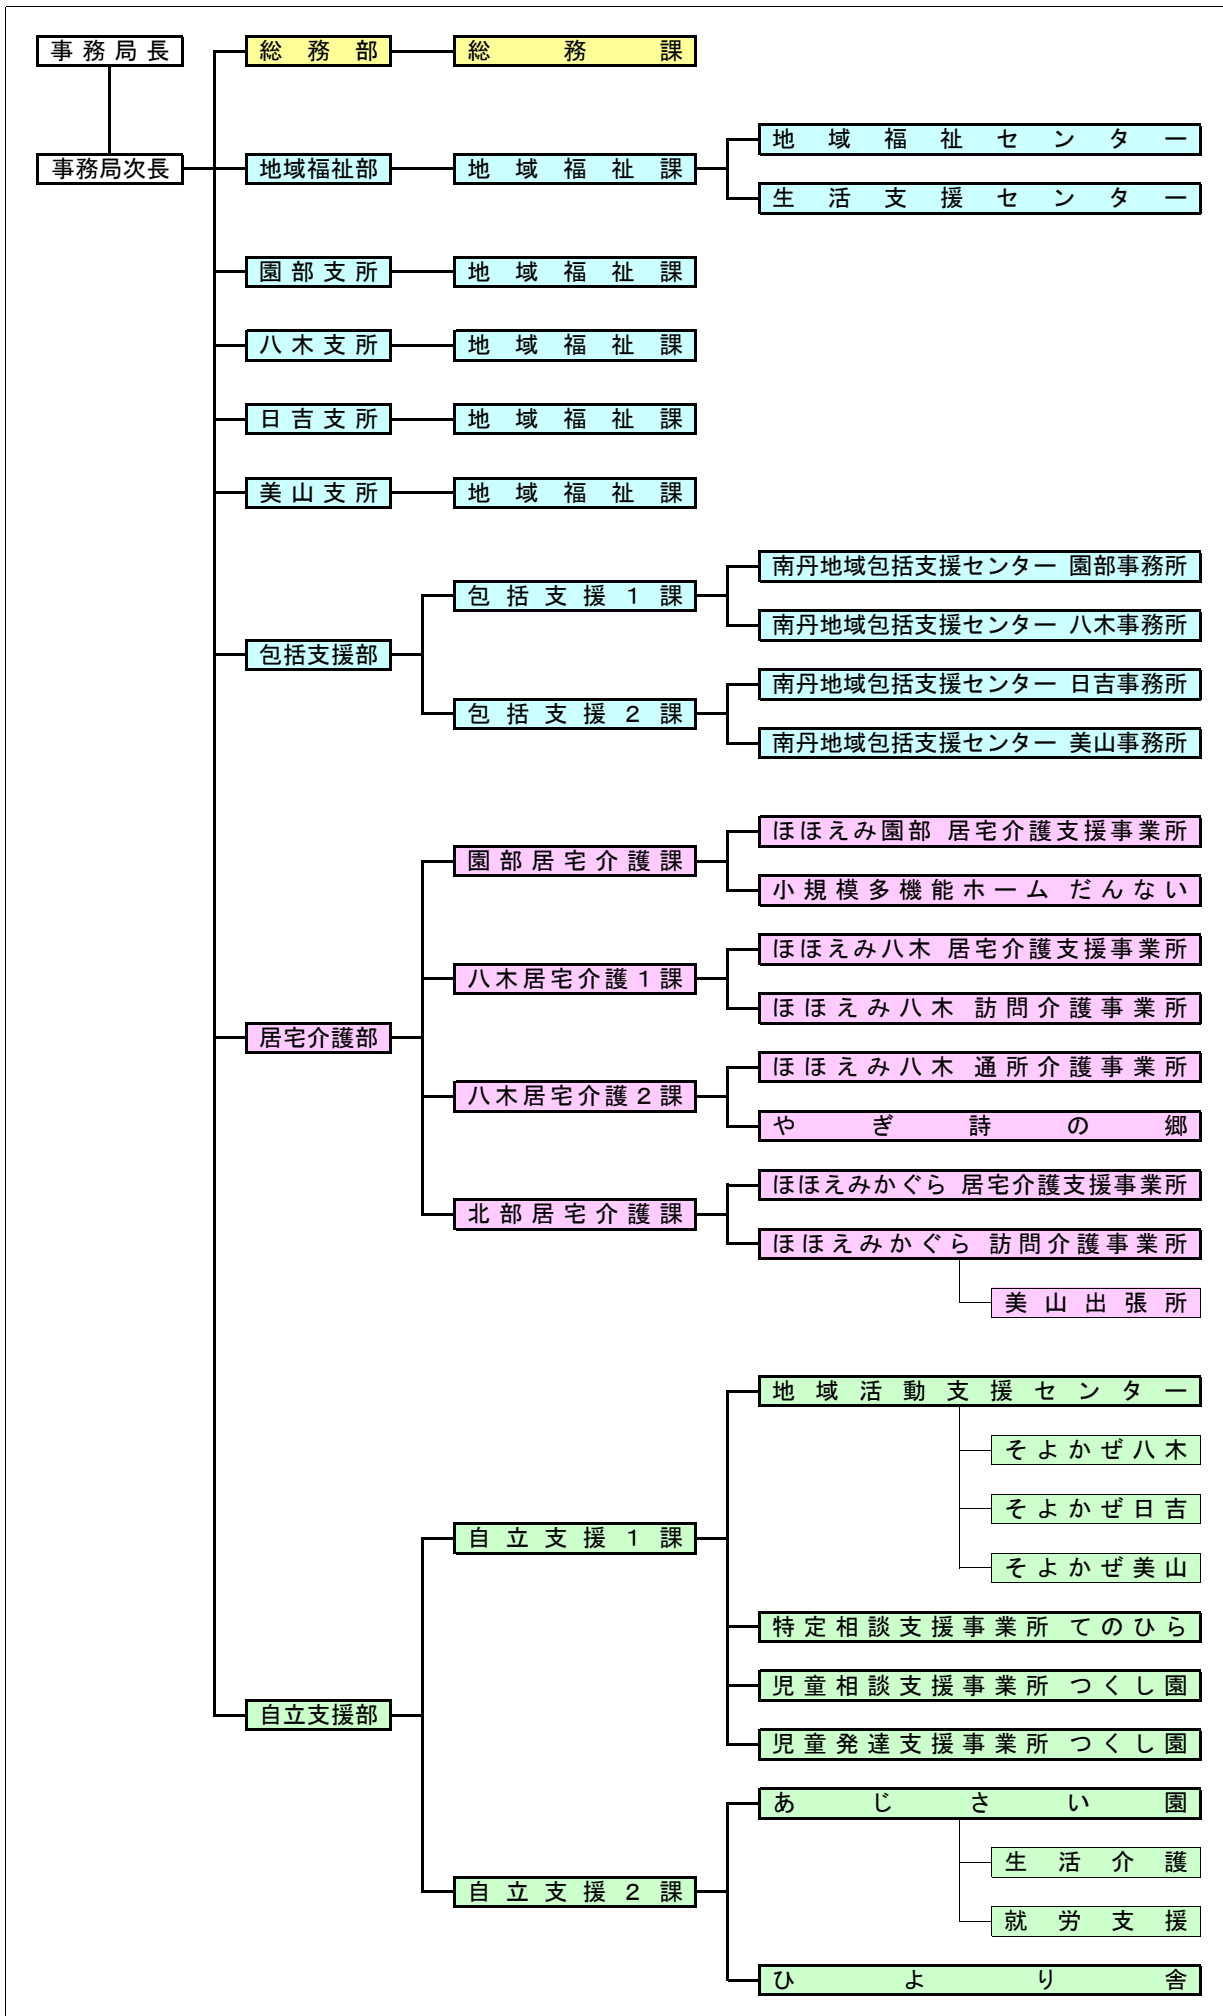 事務局長
総務部
総務課
事務局次長
地域福祉部
地域福祉課
地域福祉センター
生活支援センター
園部支所
地域福祉課
八木支所
地域福祉課
日吉支所
地域福祉課
美山支所
地域福祉課
包括支援部
包括支援１課
南丹地域包括支援センター 園部事務所
南丹地域包括支援センター 八木事務所
包括支援２課
南丹地域包括支援センター 日吉事務所
南丹地域包括支援センター 美山事務所
居宅介護部
園部居宅介護課
ほほえみ園部 居宅介護支援事業所
小規模多機能ホーム だんない
八木居宅介護１課
ほほえみ八木 居宅介護支援事業所
ほほえみ八木 訪問介護事業所
八木居宅介護２課
ほほえみ八木 通所介護事業所
やぎ詩の郷
北部居宅介護課
ほほえみかぐら 居宅介護支援事業所
ほほえみかぐら 訪問介護事業所
美山出張所
自立支援部
自立支援１課
地域活動支援センター
そよかぜ八木
そよかぜ日吉
そよかぜ美山
特定相談支援事業所 てのひら
児童相談支援事業所 つくし園
児童発達支援事業所 つくし園
自立支援２課
あじさい園
生活介護
就労支援
ひより舎